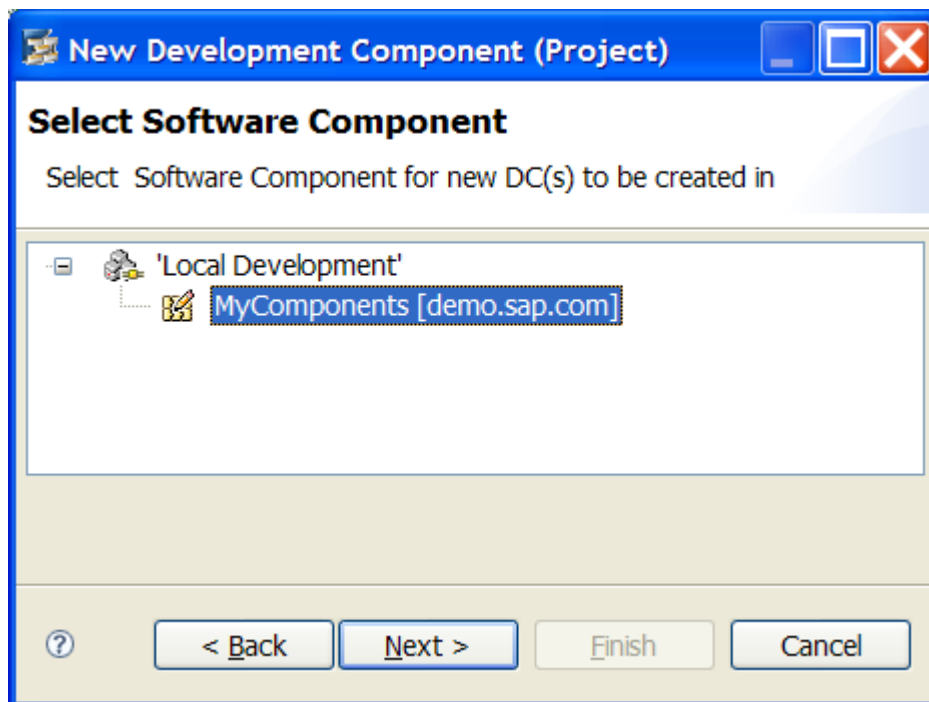 New Development Component (Project)
Select Software Component
Select  Software Component for new DC(s) to be created in
'Local Development'
MyComponents [demo.sap.com]
< Back Next > Finish Cancel